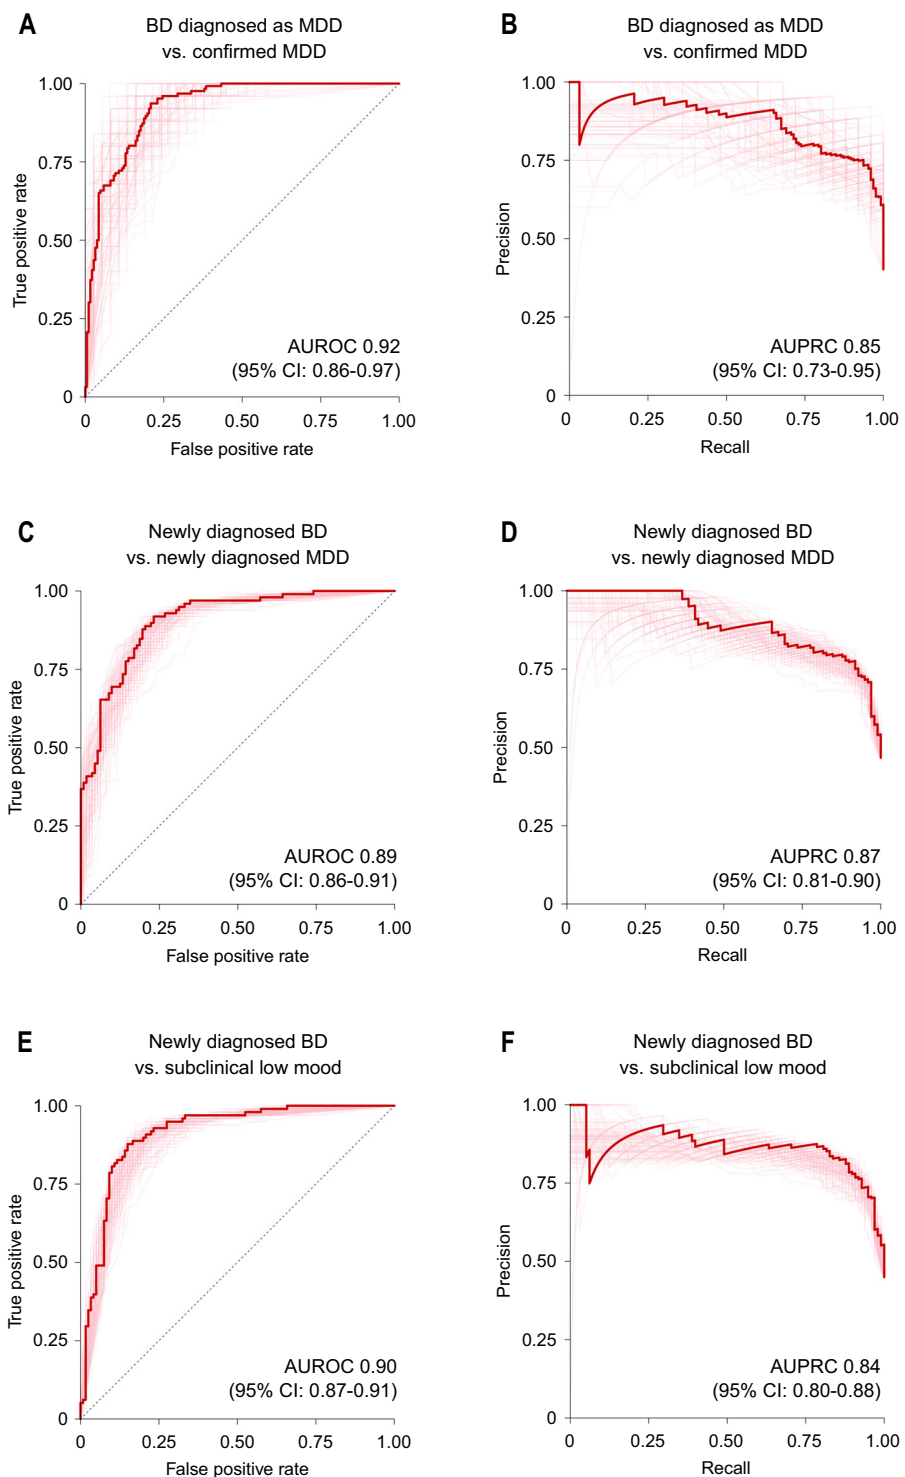 A
BD diagnosed as MDD
vs. confirmed MDD
1.00
0.75
0.50
0.25
0
True positive rate
AUROC 0.92
(95% CI: 0.86-0.97)
0 0.25 0.50 0.75 1.00
False positive rate
B
BD diagnosed as MDD
vs. confirmed MDD
1.00
0.75
0.50
0.25
0
Precision
AUPRC 0.85
(95% CI: 0.73-0.95)
0 0.25 0.50 0.75 1.00
Recall
C
Newly diagnosed BD
vs. newly diagnosed MDD
1.00
0.75
0.50
0.25
0
True positive rate
AUROC 0.89
(95% CI: 0.86-0.91)
0 0.25 0.50 0.75 1.00
False positive rate
D
Newly diagnosed BD
vs. newly diagnosed MDD
1.00
0.75
0.50
0.25
0
Precision
AUPRC 0.87
(95% CI: 0.81-0.90)
0 0.25 0.50 0.75 1.00
Recall
E
Newly diagnosed BD
vs. subclinical low mood
1.00
0.75
0.50
0.25
0
True positive rate
AUROC 0.90
(95% CI: 0.87-0.91)
0 0.25 0.50 0.75 1.00
False positive rate
F
Newly diagnosed BD
vs. subclinical low mood
1.00
0.75
0.50
0.25
0
Precision
AUPRC 0.84
(95% CI: 0.80-0.88)
0 0.25 0.50 0.75 1.00
Recall